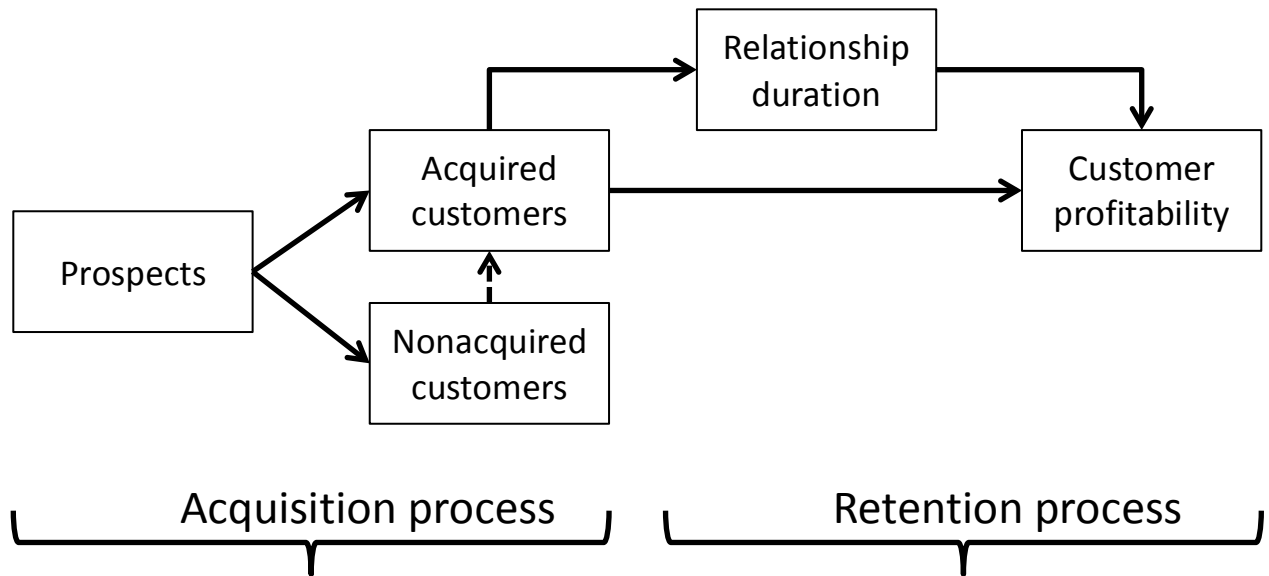 Relationship
duration
Acquired
customers
Customer
profitability
Prospects
Nonacquired
customers
Acquisition process
Retention process